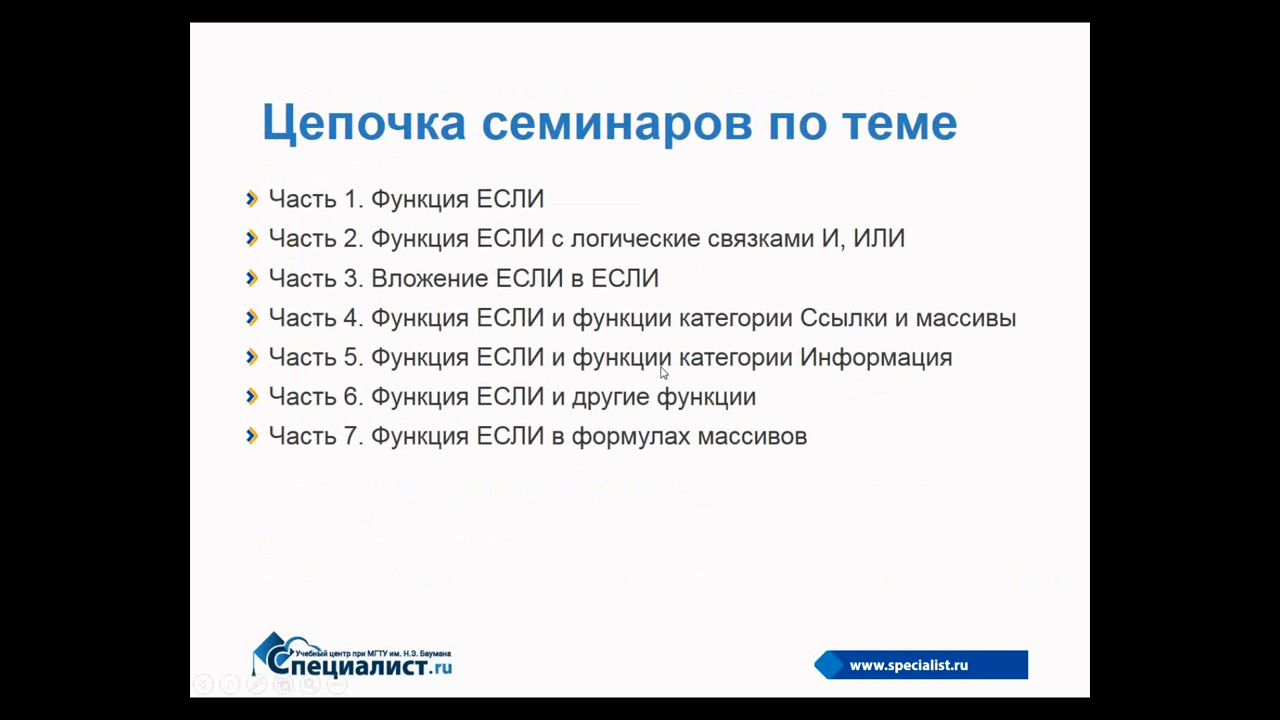 Цепочка семинаров по теме
Часть 1. Функция ЕСЛИ
Часть 2. Функция ЕСЛИ с логические связками И, ИЛИ
Часть 3. Вложение ЕСЛИ в ЕСЛИ
Часть 4. Функция ЕСЛИ и функции категории Ссылки и массивы
Часть 5. Функция ЕСЛИ и функции категории Информация
Часть 6. Функция ЕСЛИ и другие функции
Часть 7. Функция ЕСЛИ в формулах массивов
Учебный центр при МГТУ им. Н.Э. Баумана
Специалист.ru
www.specialist.ru